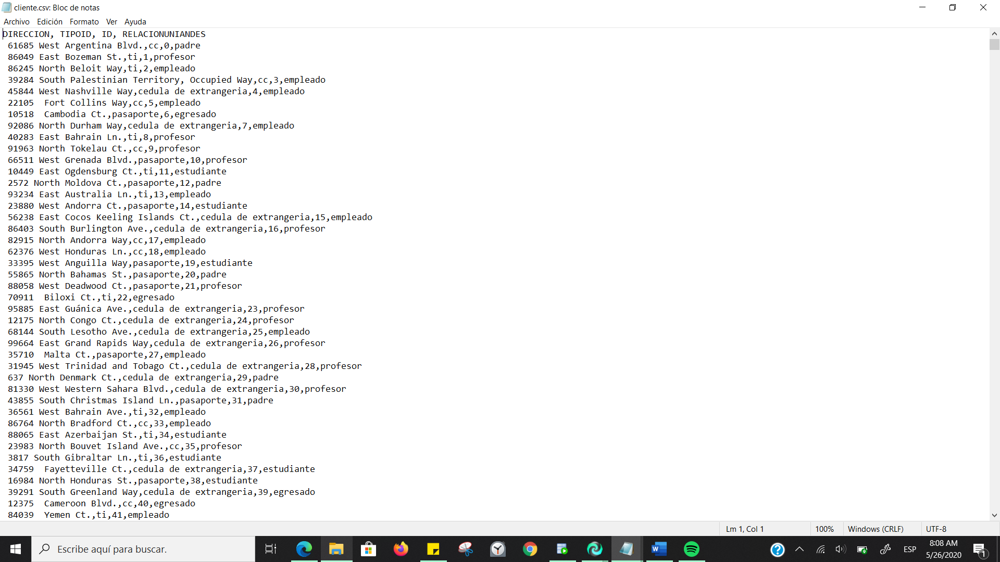 cliente.csv: Bloc de notas
Archivo Edición Formato Ver Ayuda
DIRECCION, TIPOID, ID, RELACIONUNIANDES
61685 West Argentina Blvd.,cc,0,padre
86049 East Bozeman St.,ti,1,profesor
86245 North Beloit Way,ti,2,empleado
39284 South Palestinian Territory, Occupied Way,cc,3,empleado
45844 West Nashville Way,cedula de extrangeria,4,empleado
22105  Fort Collins Way,cc,5,empleado
10518  Cambodia Ct.,pasaporte,6,egresado
92086 North Durham Way,cedula de extrangeria,7,empleado
40283 East Bahrain Ln.,ti,8,profesor
91963 North Tokelau Ct.,cc,9,profesor
66511 West Grenada Blvd.,pasaporte,10,profesor
10449 East Ogdensburg Ct.,ti,11,estudiante
2572 North Moldova Ct.,pasaporte,12,padre
93234 East Australia Ln.,ti,13,empleado
23880 West Andorra Ct.,pasaporte,14,estudiante
56238 East Cocos Keeling Islands Ct.,cedula de extrangeria,15,empleado
86403 South Burlington Ave.,cedula de extrangeria,16,profesor
82915 North Andorra Way,cc,17,empleado
62376 West Honduras Ln.,cc,18,empleado
33395 West Anguilla Way,pasaporte,19,estudiante
55865 North Bahamas St.,pasaporte,20,padre
88058 West Deadwood Ct.,pasaporte,21,profesor
70911  Biloxi Ct.,ti,22,egresado
95885 East Guánica Ave.,cedula de extrangeria,23,profesor
12175 North Congo Ct.,cedula de extrangeria,24,profesor
68144 South Lesotho Ave.,cedula de extrangeria,25,empleado
99664 East Grand Rapids Way,cedula de extrangeria,26,profesor
35710  Malta Ct.,pasaporte,27,empleado
31945 West Trinidad and Tobago Ct.,cedula de extrangeria,28,profesor
637 North Denmark Ct.,cedula de extrangeria,29,padre
81330 West Western Sahara Blvd.,cedula de extrangeria,30,profesor
43855 South Christmas Island Ln.,pasaporte,31,padre
36561 West Bahrain Ave.,ti,32,empleado
86764 North Bradford Ct.,cc,33,empleado
88065 East Azerbaijan St.,ti,34,estudiante
23983 North Bouvet Island Ave.,cc,35,profesor
3817 South Gibraltar Ln.,ti,36,estudiante
34759  Fayetteville Ct.,cedula de extrangeria,37,estudiante
16984 North Honduras St.,pasaporte,38,estudiante
39291 South Greenland Way,cedula de extrangeria,39,egresado
12375  Cameroon Blvd.,cc,40,egresado
84039  Yemen Ct.,ti,41,empleado
Lm 1, Col 1 100% Windows (CRLF) UTF-8
Escribe aquí para buscar.
ESP
8:08 AM
5/26/2020
1